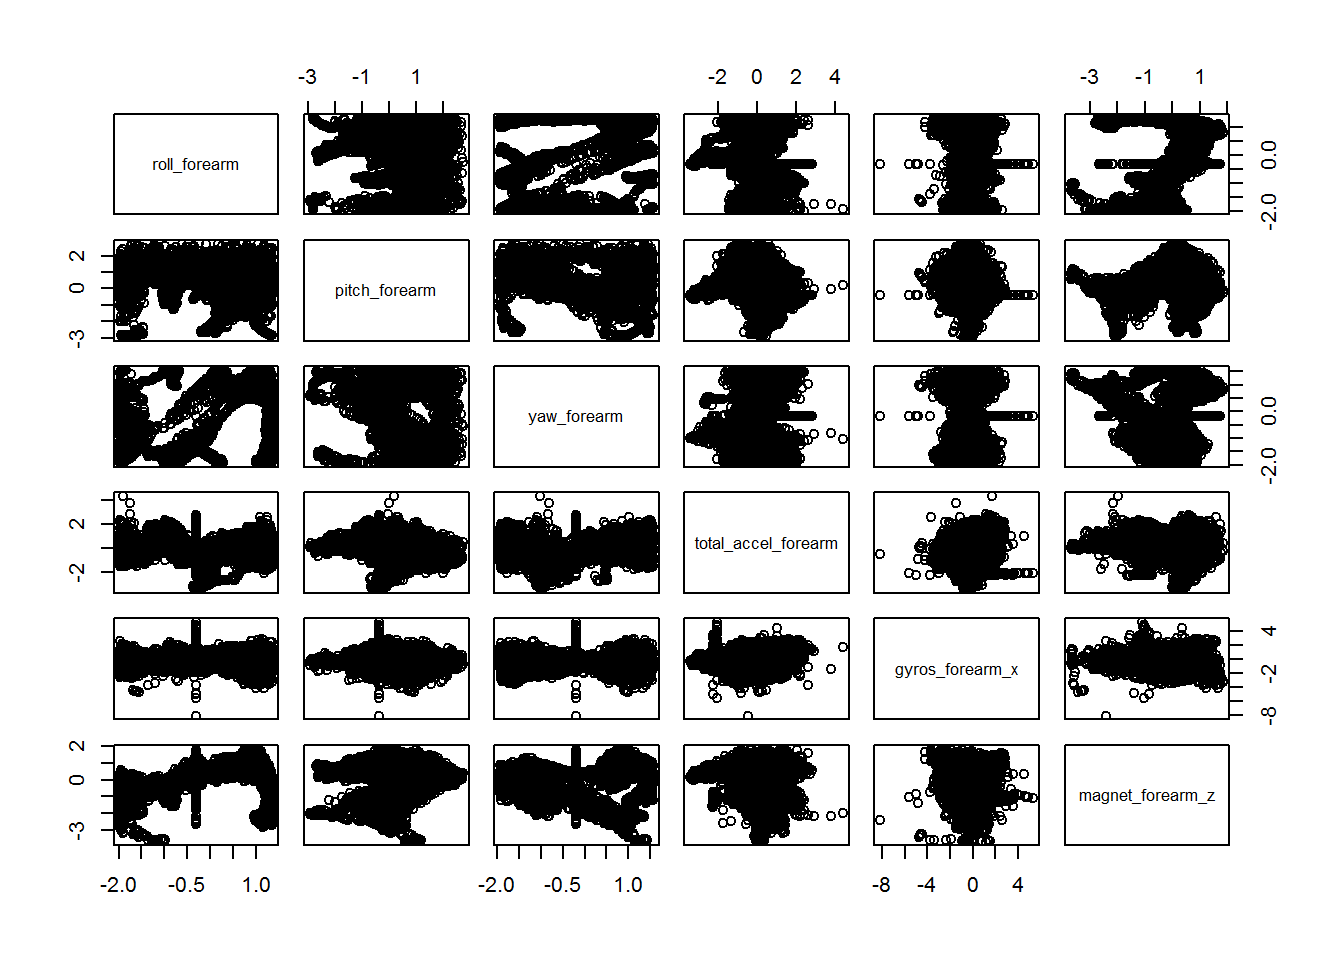 -3 -1 1 -2 0 2 4 -3 -1 1
roll_forearm
0.0
-2.0
2
0
-3
pitch_forearm
yaw_forearm
0.0
-2.0
2
-2
total_accel_forearm
gyros_forearm_x
4
-2
-8
2
0
-3
magnet_forearm_z
-2.0 -0.5 1.0 -2.0 -0.5 1.0 -8 -4 0 4